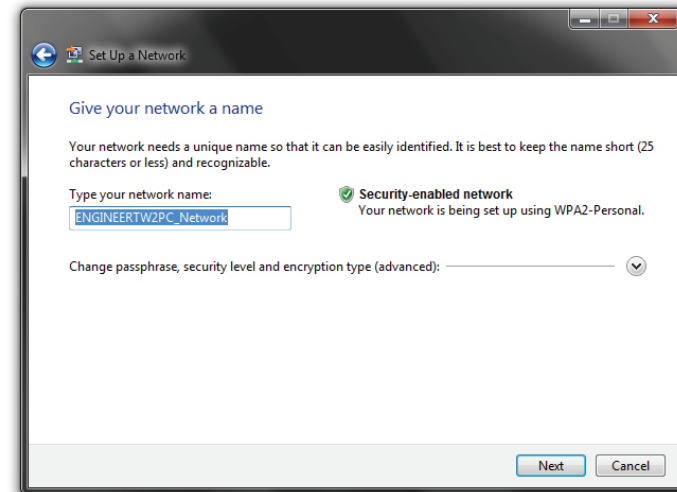 Set Up a Network
Give your network a name
Your network needs a unique name so that it can be easily identified. It is best to keep the name short (25
characters or less) and recognizable.
Type your network name:
ENGINEERTW2PC_Network
Security-enabled network
Your network is being set up using WPA2-Personal.
Change passphrase, security level and encryption type (advanced):
Next Cancel